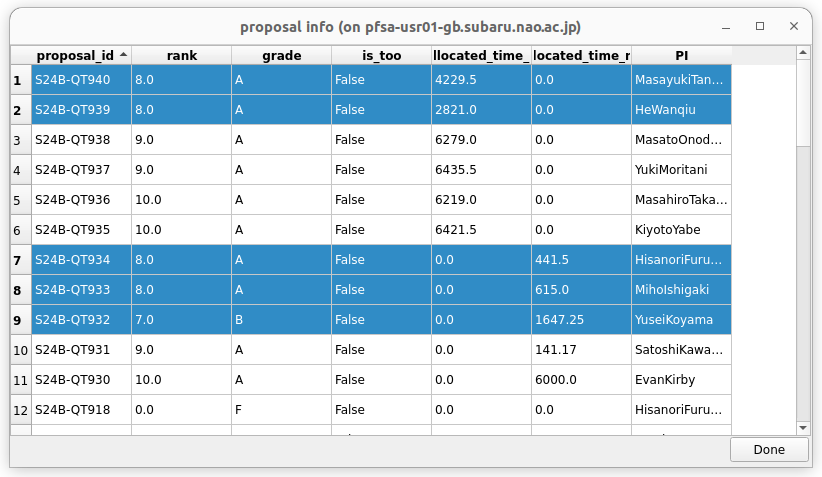 proposal info (on pfsa-usr01-gb.subaru.nao.ac.jp)
proposal_id rank grade is_too llocated_time_ located_time_r PI
1 S24B-QT940 8.0 A False 4229.5 0.0 MasayukiTan...
2 S24B-QT939 8.0 A False 2821.0 0.0 HeWanqiu
3 S24B-QT938 9.0 A False 6279.0 0.0 MasatoOnod...
4 S24B-QT937 9.0 A False 6435.5 0.0 YukiMoritani
5 S24B-QT936 10.0 A False 6219.0 0.0 MasahiroTaka...
6 S24B-QT935 10.0 A False 6421.5 0.0 KiyotoYabe
7 S24B-QT934 8.0 A False 0.0 441.5 HisanoriFuru...
8 S24B-QT933 8.0 A False 0.0 615.0 MihoIshigaki
9 S24B-QT932 7.0 B False 0.0 1647.25 YuseiKoyama
10 S24B-QT931 9.0 A False 0.0 141.17 SatoshiKawa...
11 S24B-QT930 10.0 A False 0.0 6000.0 EvanKirby
12 S24B-QT918 0.0 F False 0.0 0.0 HisanoriFuru...
Done